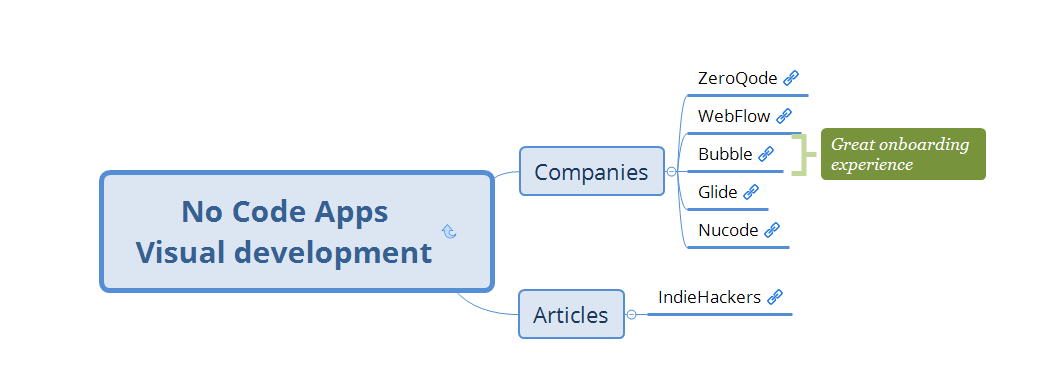 No Code Apps
Visual development
Companies
ZeroQode
WebFlow
Bubble
Glide
Nucode
Great onboarding
experience
Articles
IndieHackers